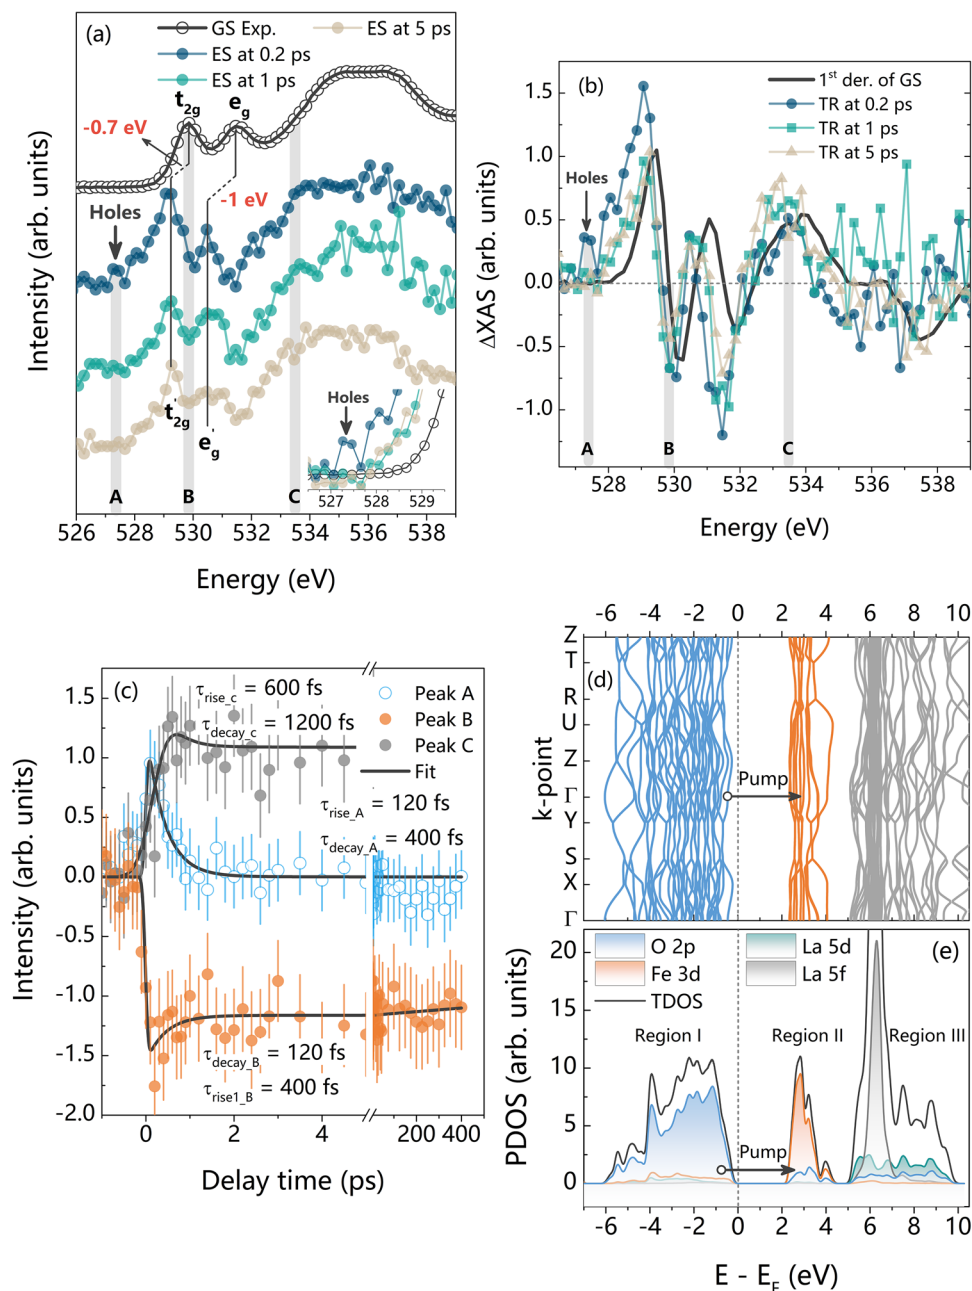 (a)
GS Exp.
ES at 5 ps
ES at 0.2 ps
ES at 1 ps
t2g
eg
-0.7 eV
-1 eV
Holes
t'2g
e'g
Holes
527 528 529
A B C
526 528 530 532 534 536 538
Energy (eV)
Intensity (arb. units)
(b)
1st der. of GS
TR at 0.2 ps
TR at 1 ps
TR at 5 ps
Holes
1.5
1.0
0.5
0.0
-0.5
-1.0
A B C
528 530 532 534 536 538
Energy (eV)
ΔXAS (arb. units)
(c)
τrise_c = 600 fs
τdecay_c = 1200 fs
Peak A
Peak B
Peak C
Fit
τrise_A = 120 fs
τdecay_A = 400 fs
τdecay_B = 120 fs
τrise1_B = 400 fs
1.5
1.0
0.5
0.0
-0.5
-1.0
-1.5
-2.0
0 2 4 200 400
Delay time (ps)
Intensity (arb. units)
-6 -4 -2 0 2 4 6 8 10
(d)
Z
T
R
U
Z
Γ
Y
S
X
Γ
k-point
Pump
(e)
O 2p
La 5d
Fe 3d
La 5f
TDOS
Region I
Region II
Region III
Pump
20
15
10
5
0
PDOS (arb. units)
-6 -4 -2 0 2 4 6 8 10
E - EF (eV)